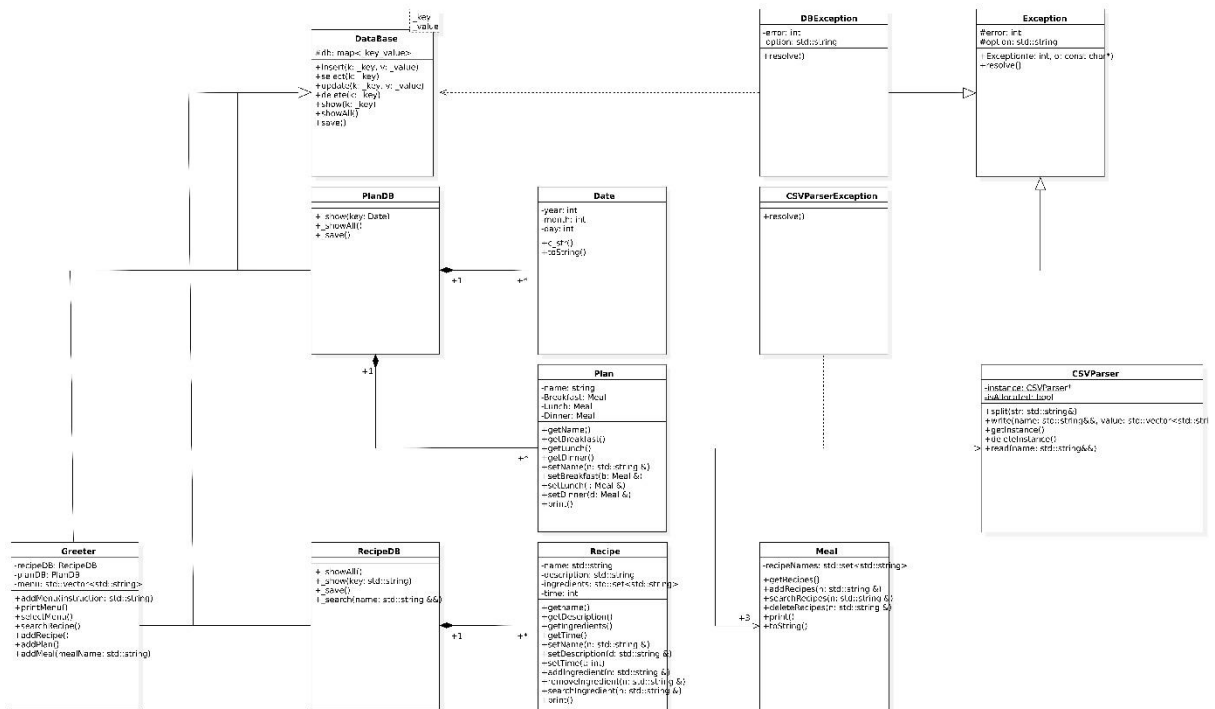 _key
_value
DataBase
#db: map<_key,_value>
+insert(k: _key, v: _value)
+select(k: _key)
+update(k: _key, v: _value)
+delete(k: _key)
+show(k: _key)
+showAll()
+save()
DBException
-error: int
-option: std::string
+resolve()
Exception
#error: int
#option: std::string
+Exception(e: int, o: const char*)
+resolve()
PlanDB
+_show(key: Date)
+_showAll()
+_save()
+1
+1
Date
-year: int
-month: int
-day: int
+c_str()
+toString()
+*
CSVParserException
+resolve()
Plan
-name: string
-Breakfast: Meal
-Lunch: Meal
-Dinner: Meal
+getName()
+getBreakfast()
+getLunch()
+getDinner()
+setName(n: std::string &)
+setBreakfast(b: Meal &)
+setLunch(l: Meal &)
+setDinner(d: Meal &)
+print()
+*
CSVParser
-instance: CSVParser*
-isAllocated: bool
+split(str: std::string&)
+write(name: std::string&&, value: std::vector<std::stri
+getInstance()
+deleteInstance()
+read(name: std::string&&)
Greeter
-recipeDB: RecipeDB
-planDB: PlanDB
-menu: std::vector<std::string>
+addMenu(instruction: std::string)
+printMenu()
+selectMenu()
+searchRecipe()
+addRecipe()
+addPlan()
+addMeal(mealName: std::string)
RecipeDB
+_showAll()
+_show(key: std::string)
+_save()
+_search(name: std::string &&)
+1
Recipe
-name: std::string
-description: std::string
-ingredients: std::set<std::string>
-time: int
+getname()
+getDescription()
+getIngredients()
+getTime()
+setName(n: std::string &)
+setDescription(d: std::string &)
+setTime(t: int)
+addIngredient(n: std::string &)
+removeIngredient(n: std::string &)
+searchIngredient(n: std::string &)
+print()
+*
Meal
-recipeNames: std::set<std::string>
+getRecipes()
+addRecipes(n: std::string &)
+searchRecipes(n: std::string &)
+deleteRecipes(n: std::string &)
+print()
+toString()
+3